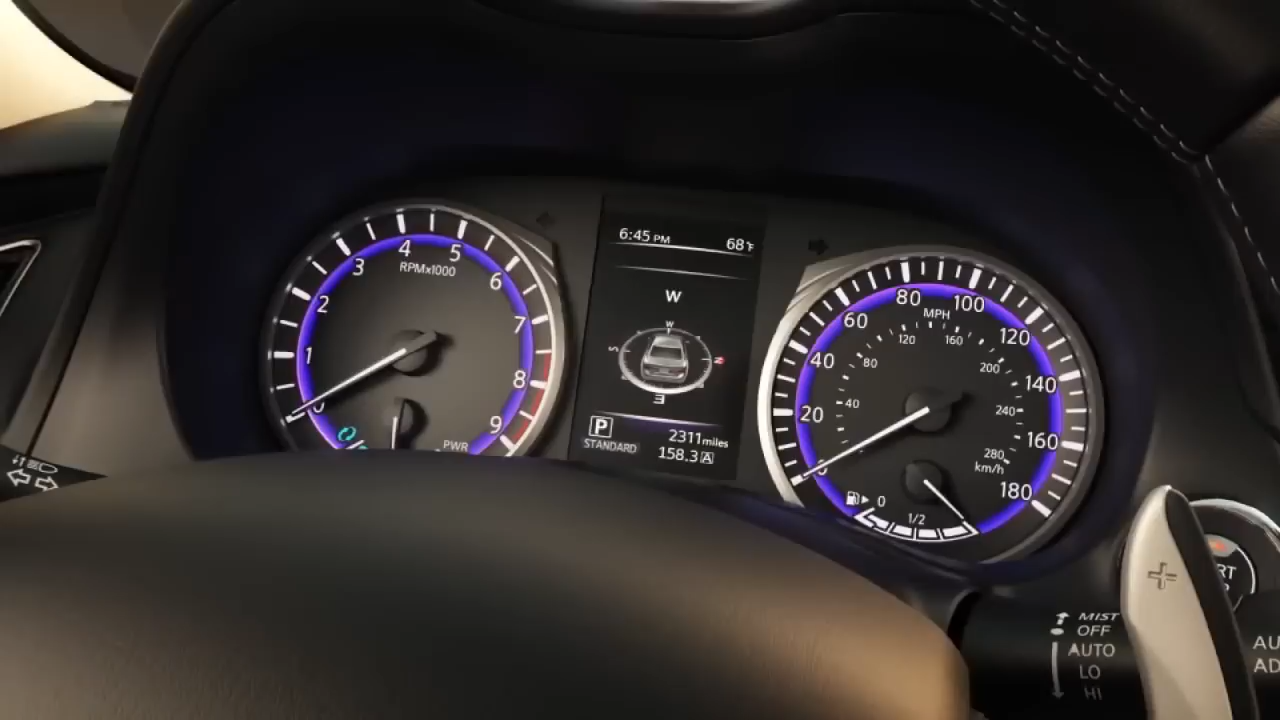 6:45 PM 68°F
W
W
S N
E
P
STANDARD
2311 miles
158.3 A
0
1
2
3
4
5
6
7
8
9
RPMx1000
PWR
0
20
40
60
80
100
120
140
160
180
MPH
40
80
120
160
200
240
280
km/h
0
1/2
MIST
OFF
AUTO
LO
HI